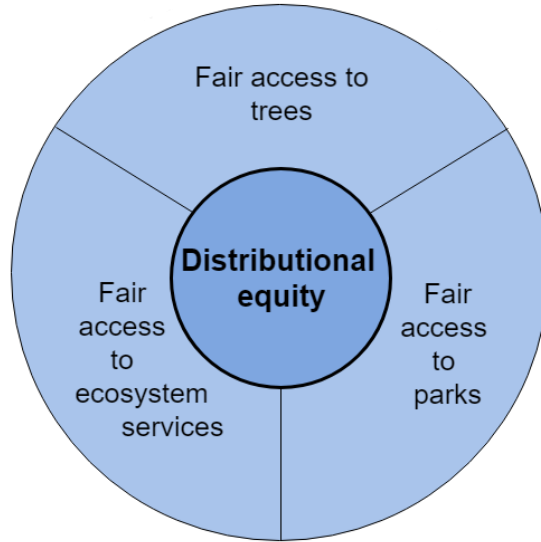 Fair access to
trees
Distributional
equity
Fair
access
to
ecosystem
services
Fair
access
to
parks